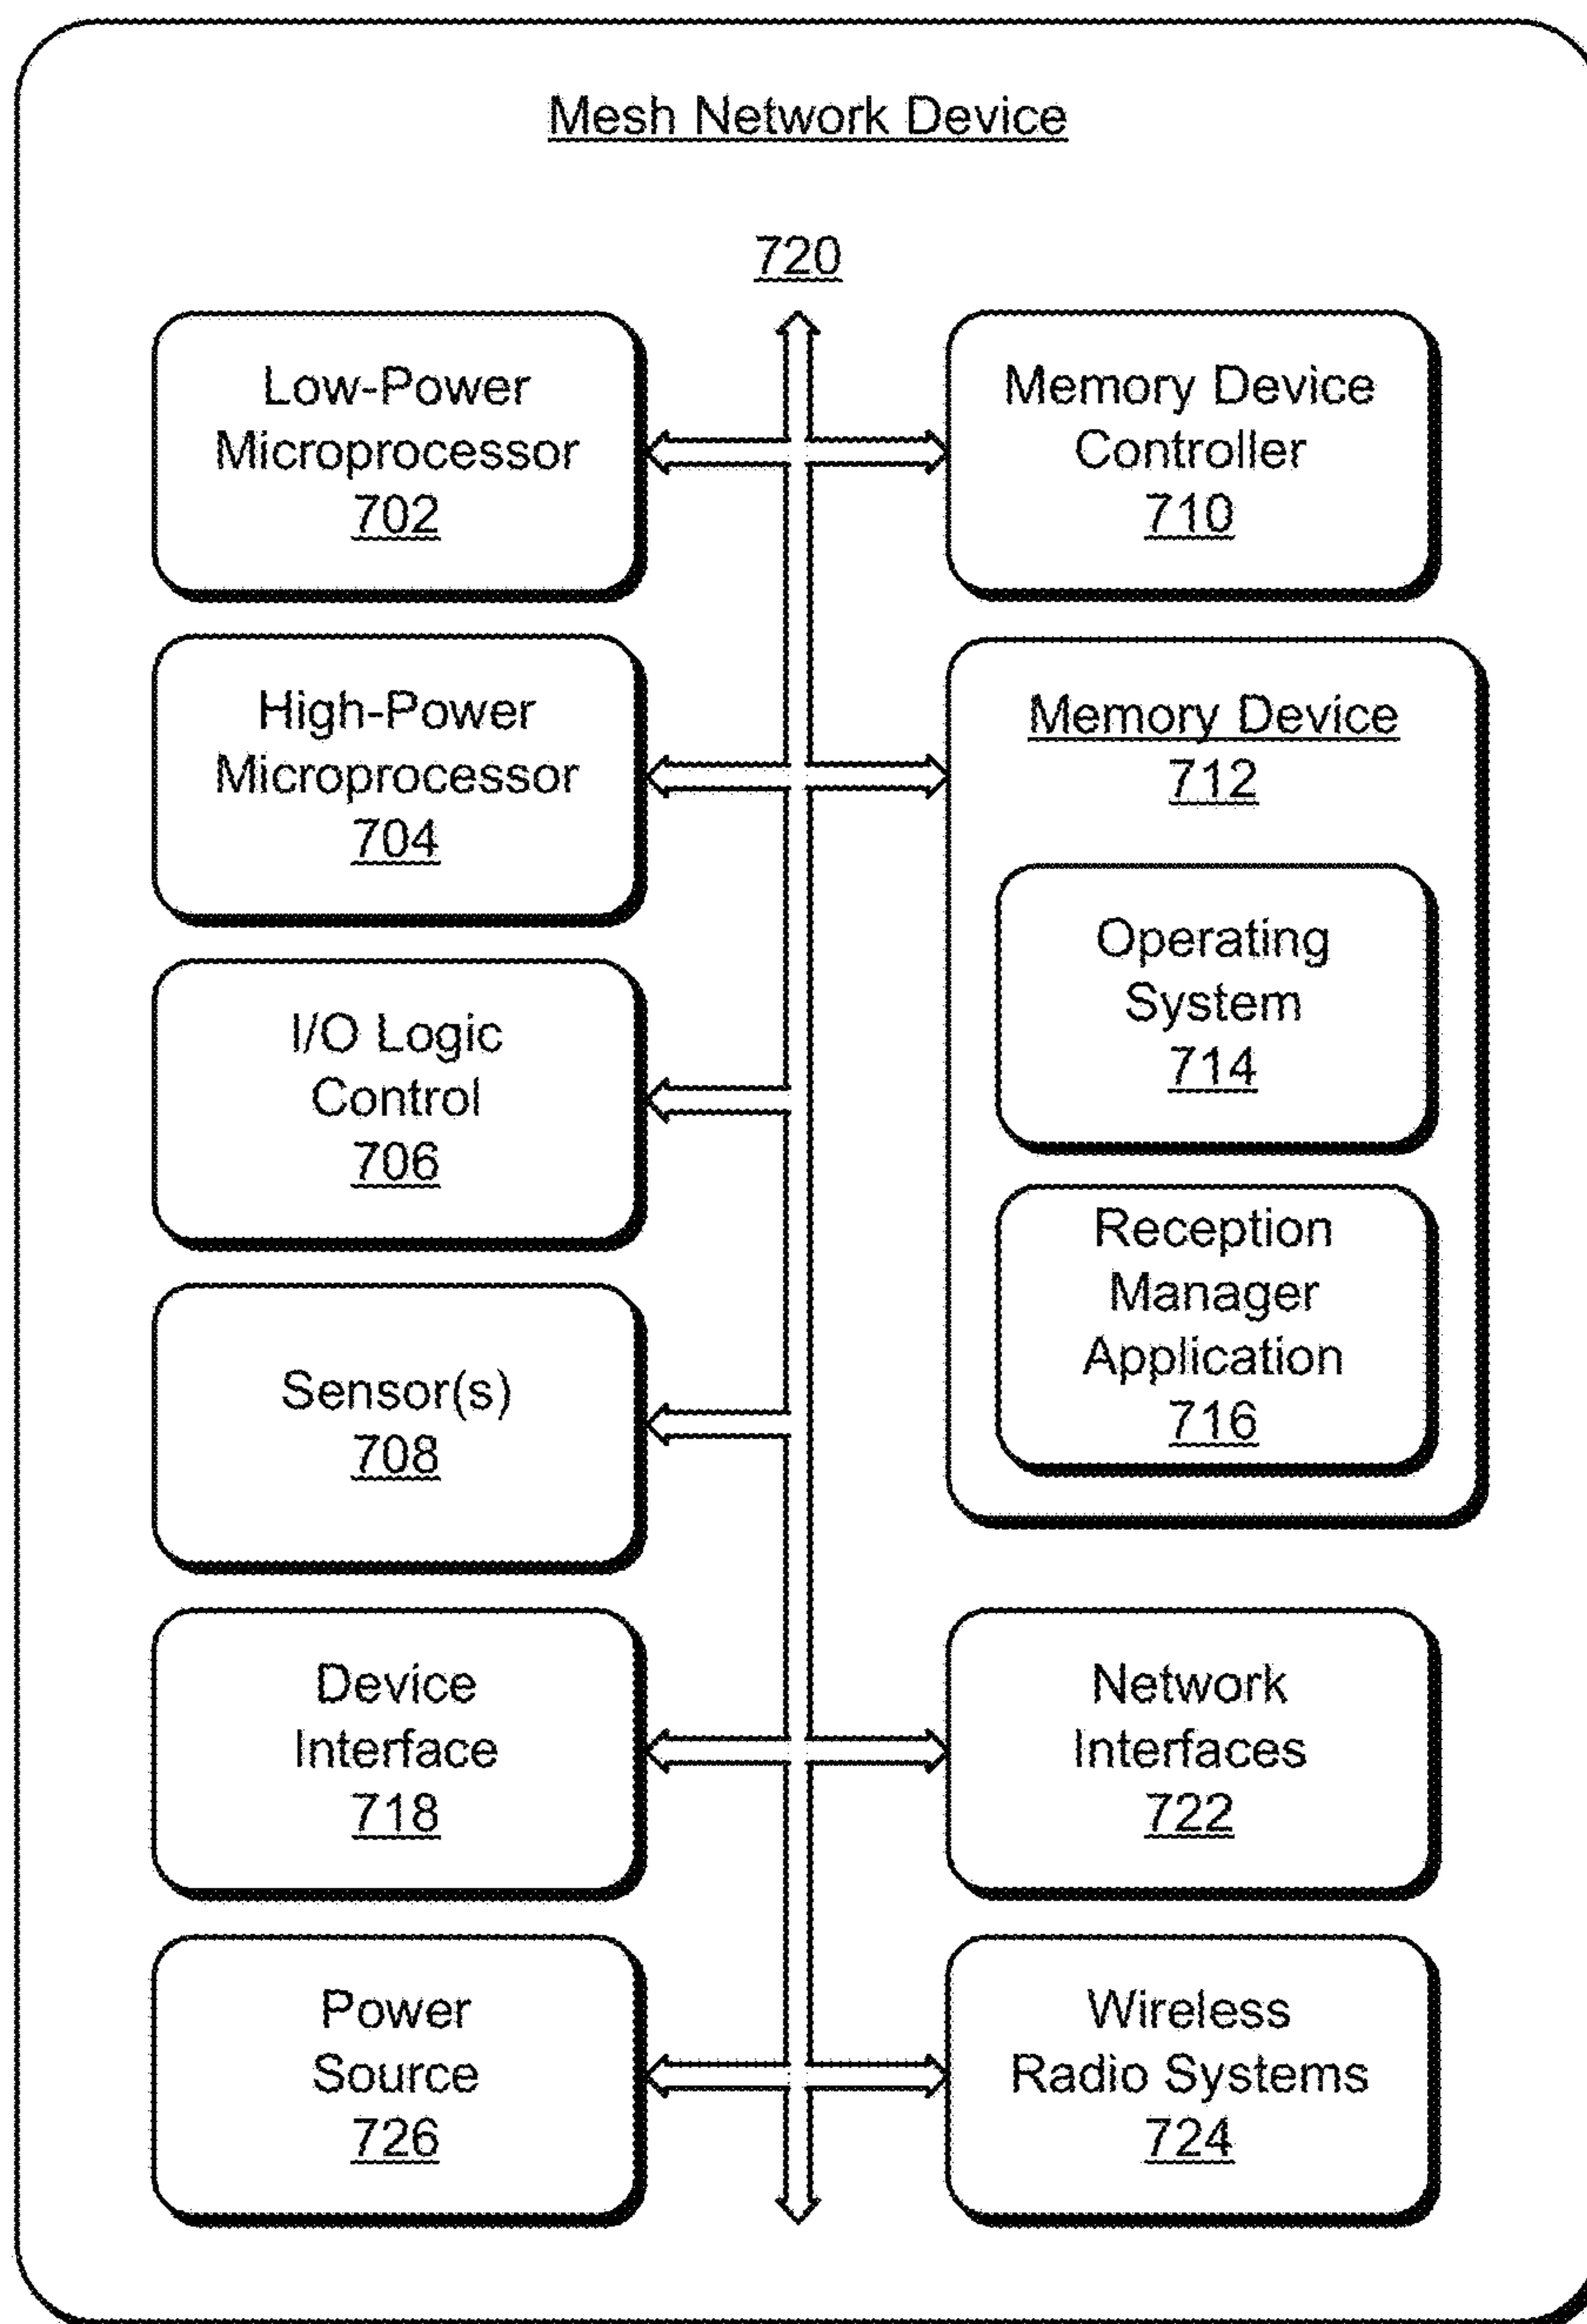 Mesh Network Device
720
Low-Power
Microprocessor
702
Memory Device
Controller
710
High-Power
Microprocessor
704
Memory Device
712
Operating
System
714
I/O Logic
Control
706
Reception
Manager
Application
716
Sensor(s)
708
Device
Interface
718
Network
Interfaces
722
Power
Source
726
Wireless
Radio Systems
724